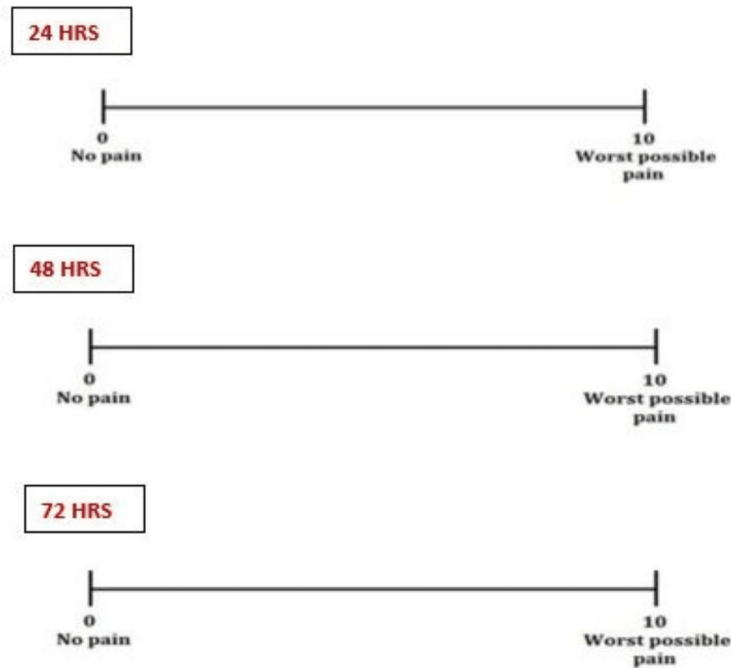 24 HRS
0
No pain
10
Worst possible
pain
48 HRS
0
No pain
10
Worst possible
pain
72 HRS
0
No pain
10
Worst possible
pain